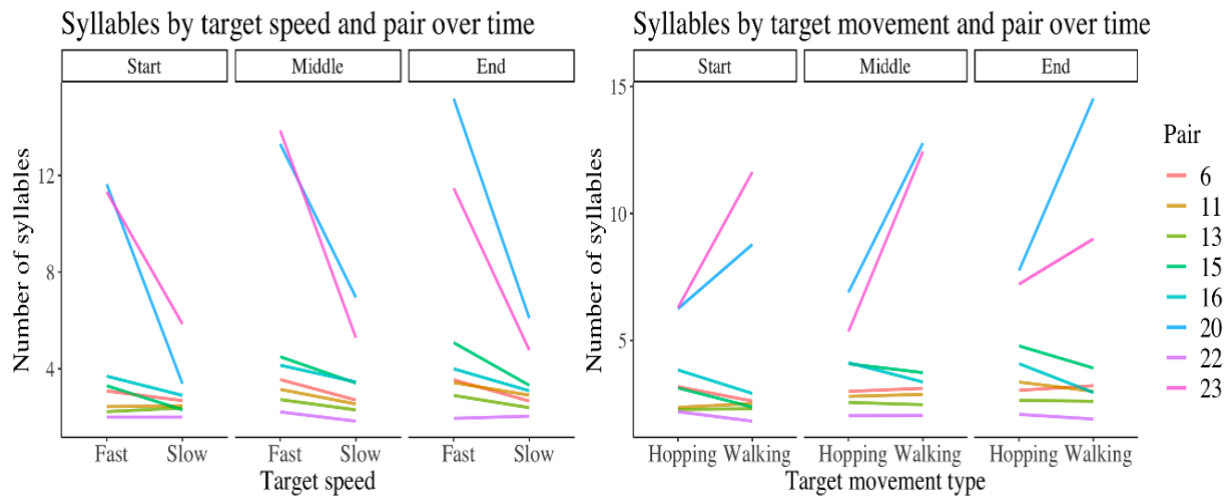 Syllables by target speed and pair over time
Start Middle End
Number of syllables
12
8
4
Fast Slow Fast Slow Fast Slow
Target speed
Syllables by target movement and pair over time
Start Middle End
Number of syllables
15
10
5
Hopping Walking Hopping Walking Hopping Walking
Target movement type
Pair
6
11
13
15
16
20
22
23